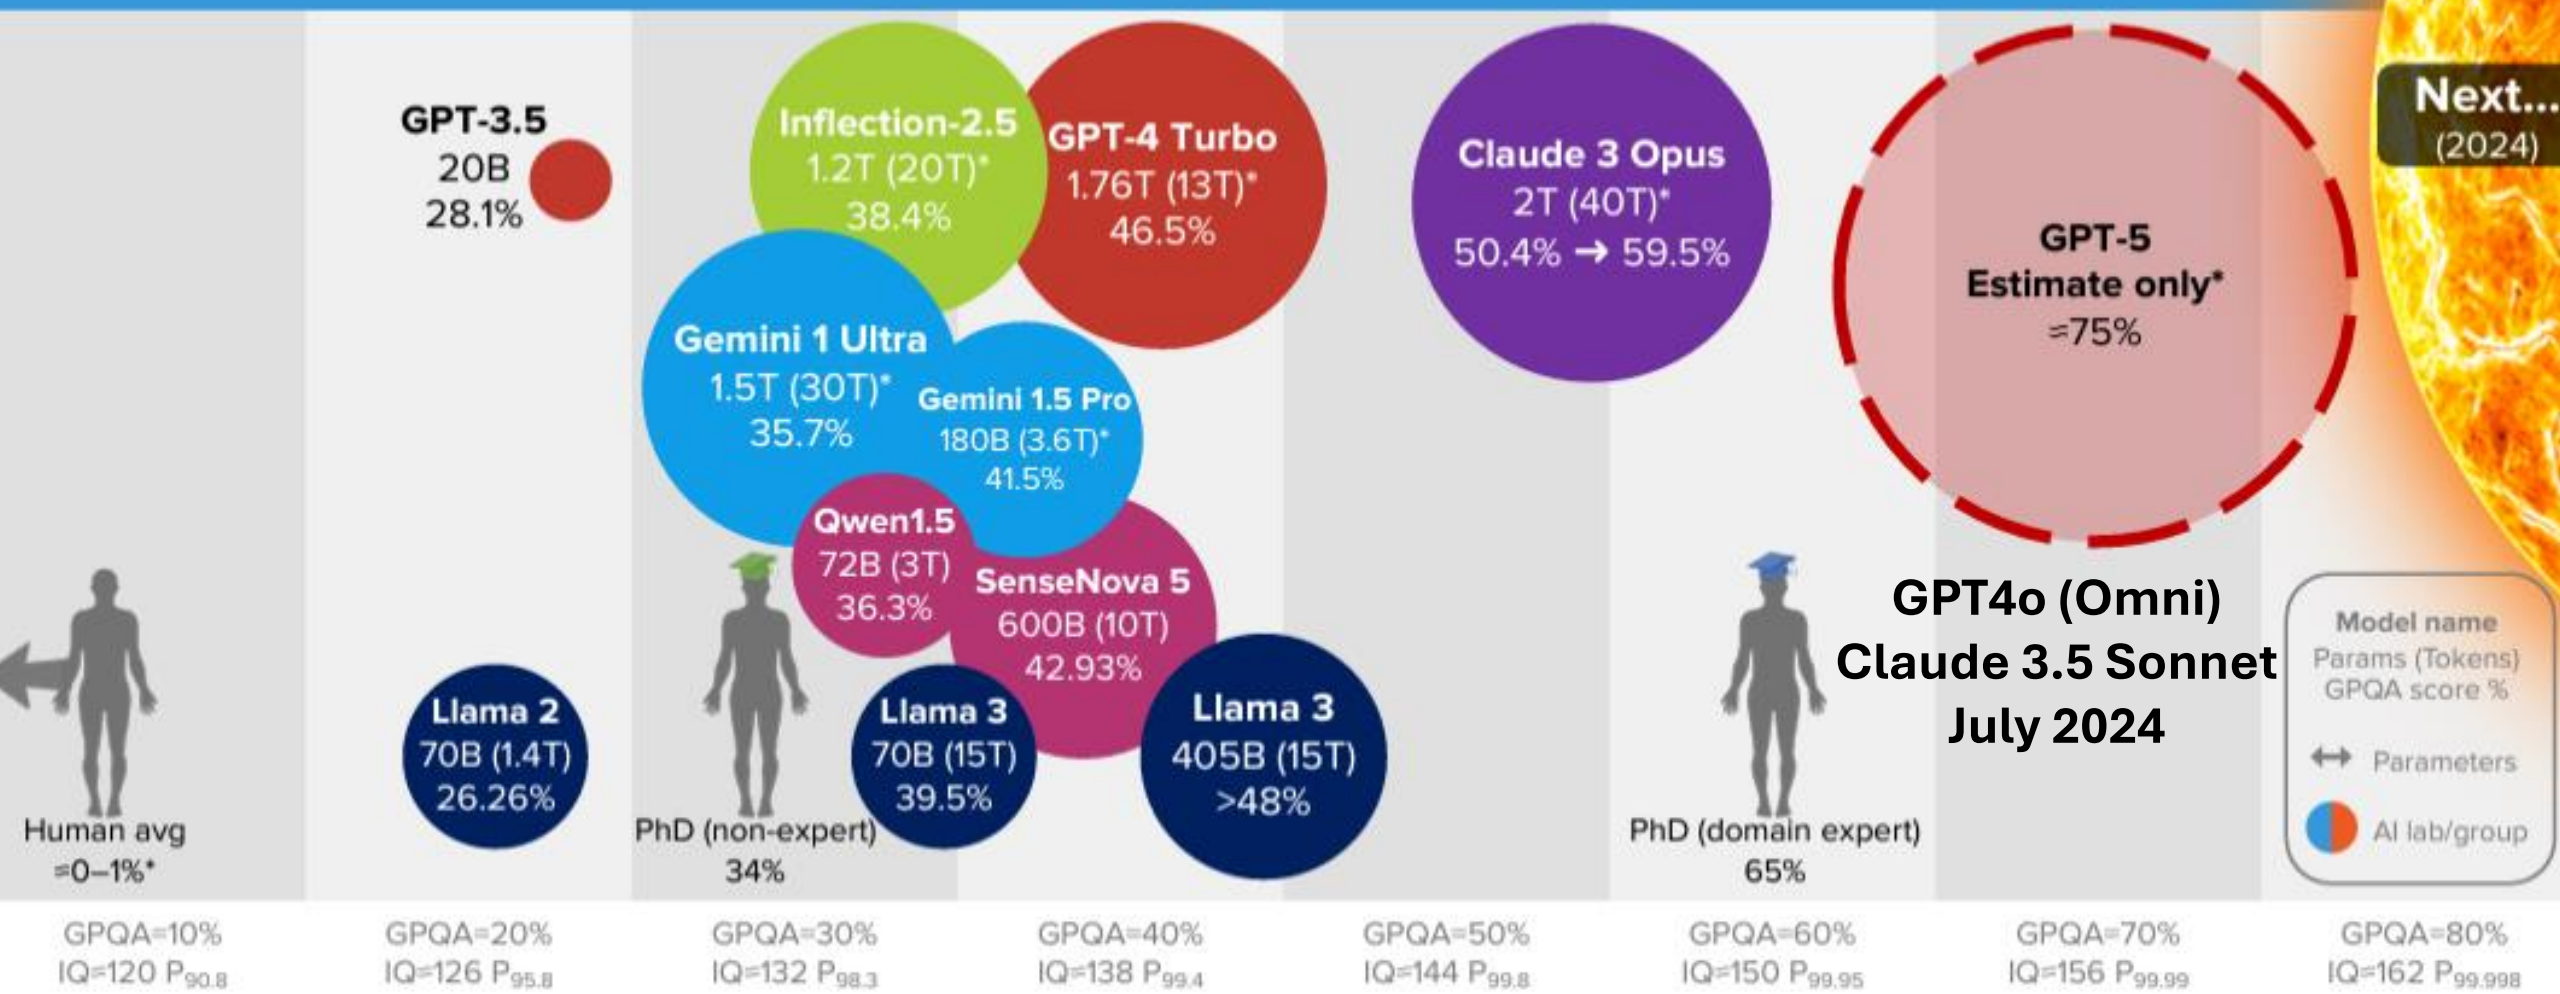 GPT-3.5
20B
28.1%
Inflection-2.5
1.2T (20T)*
38.4%
GPT-4 Turbo
1.76T (13T)*
46.5%
Claude 3 Opus
2T (40T)*
50.4% → 59.5%
GPT-5
Estimate only*
≈75%
Next...
(2024)
Gemini 1 Ultra
1.5T (30T)*
35.7%
Gemini 1.5 Pro
180B (3.6T)*
41.5%
Qwen1.5
72B (3T)
36.3%
SenseNova 5
600B (10T)
42.93%
Llama 2
70B (1.4T)
26.26%
Llama 3
70B (15T)
39.5%
Llama 3
405B (15T)
>48%
GPT4o (Omni)
Claude 3.5 Sonnet
July 2024
Model name
Params (Tokens)
GPQA score %
Parameters
AI lab/group
Human avg
≈0–1%*
PhD (non-expert)
34%
PhD (domain expert)
65%
GPQA=10%
IQ=120 P90.8
GPQA=20%
IQ=126 P95.8
GPQA=30%
IQ=132 P98.3
GPQA=40%
IQ=138 P99.4
GPQA=50%
IQ=144 P99.8
GPQA=60%
IQ=150 P99.95
GPQA=70%
IQ=156 P99.99
GPQA=80%
IQ=162 P99.998